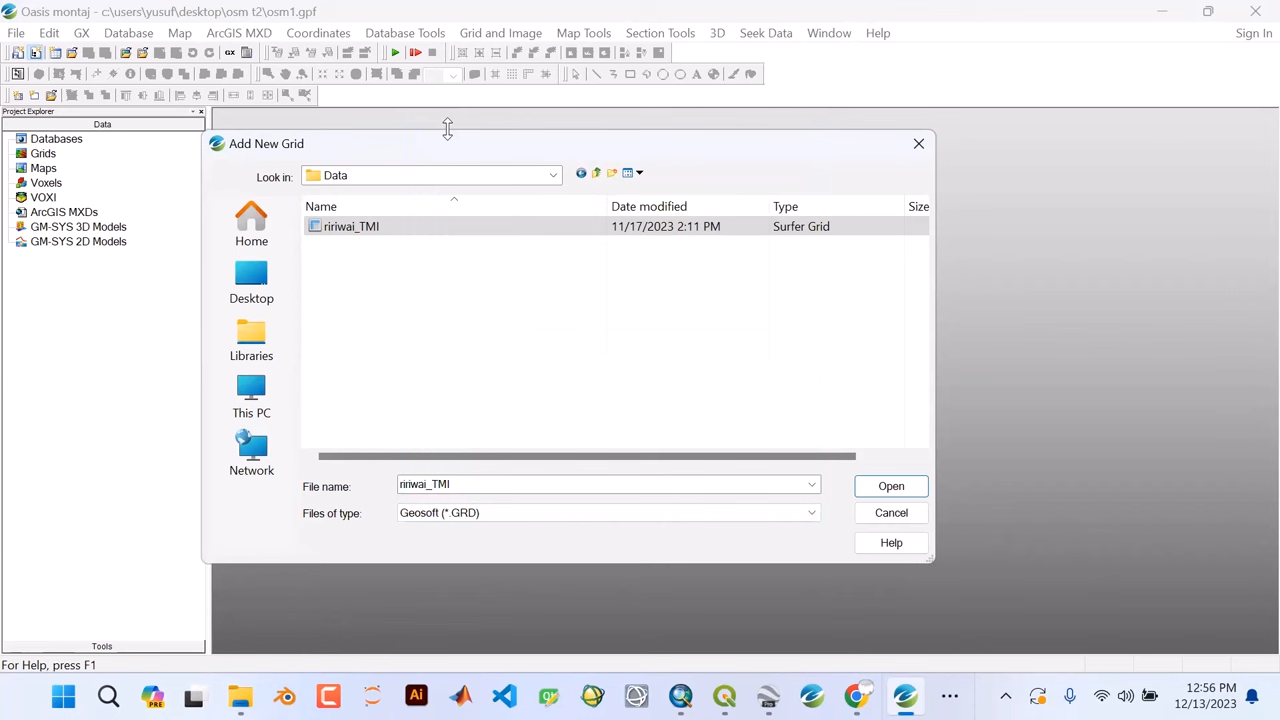 Oasis montaj - c:\users\yusuf\desktop\osm t2\osm1.gpf
File Edit GX Database Map ArcGIS MXD Coordinates Database Tools Grid and Image Map Tools Section Tools 3D Seek Data Window Help Sign In
GX
Project Explorer
Data
Databases
Grids
Maps
Voxels
VOXI
ArcGIS MXDs
GM-SYS 3D Models
GM-SYS 2D Models
Tools
Add New Grid
Look in: Data
Name Date modified Type Size
ririwai_TMI 11/17/2023 2:11 PM Surfer Grid
Home
Desktop
Libraries
This PC
Network
File name: ririwai_TMI Open
Files of type: Geosoft (*.GRD) Cancel
Help
For Help, press F1
PRE
Ai
Pro
12:56 PM
12/13/2023